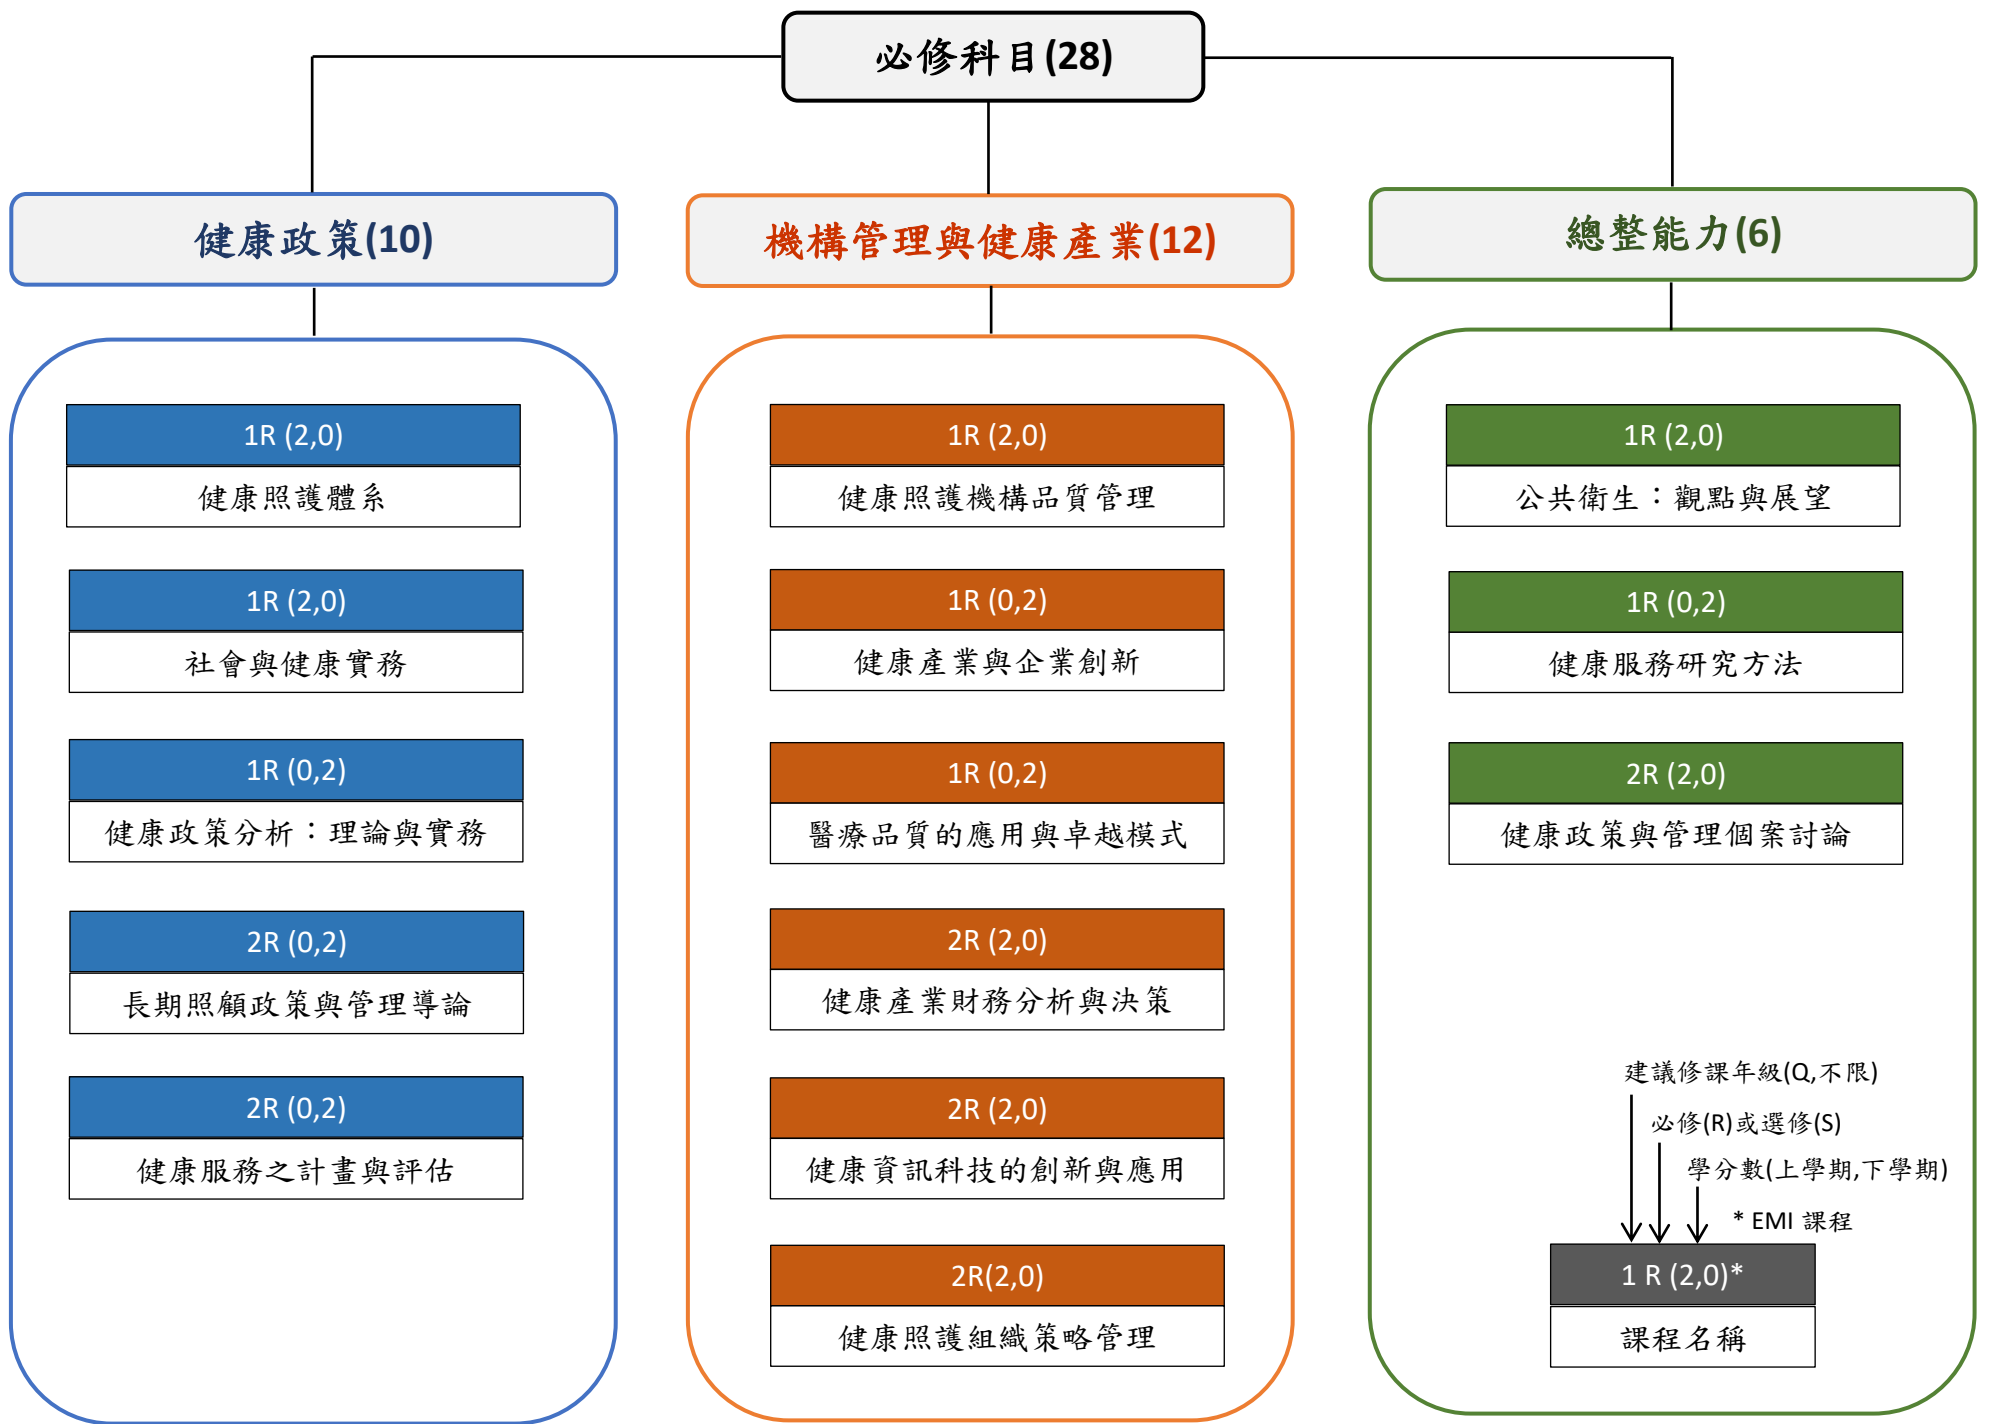 必修科目(28)
健康政策(10)
1R (2,0)
健康照護體系
1R (2,0)
社會與健康實務
1R (0,2)
健康政策分析：理論與實務
2R (0,2)
長期照顧政策與管理導論
2R (0,2)
健康服務之計畫與評估
機構管理與健康產業(12)
1R (2,0)
健康照護機構品質管理
1R (0,2)
健康產業與企業創新
1R (0,2)
醫療品質的應用與卓越模式
2R (2,0)
健康產業財務分析與決策
2R (2,0)
健康資訊科技的創新與應用
2R(2,0)
健康照護組織策略管理
總整能力(6)
1R (2,0)
公共衛生：觀點與展望
1R (0,2)
健康服務研究方法
2R (2,0)
健康政策與管理個案討論
建議修課年級(Q,不限)
必修(R)或選修(S)
學分數(上學期,下學期)
* EMI 課程
1 R (2,0)*
課程名稱